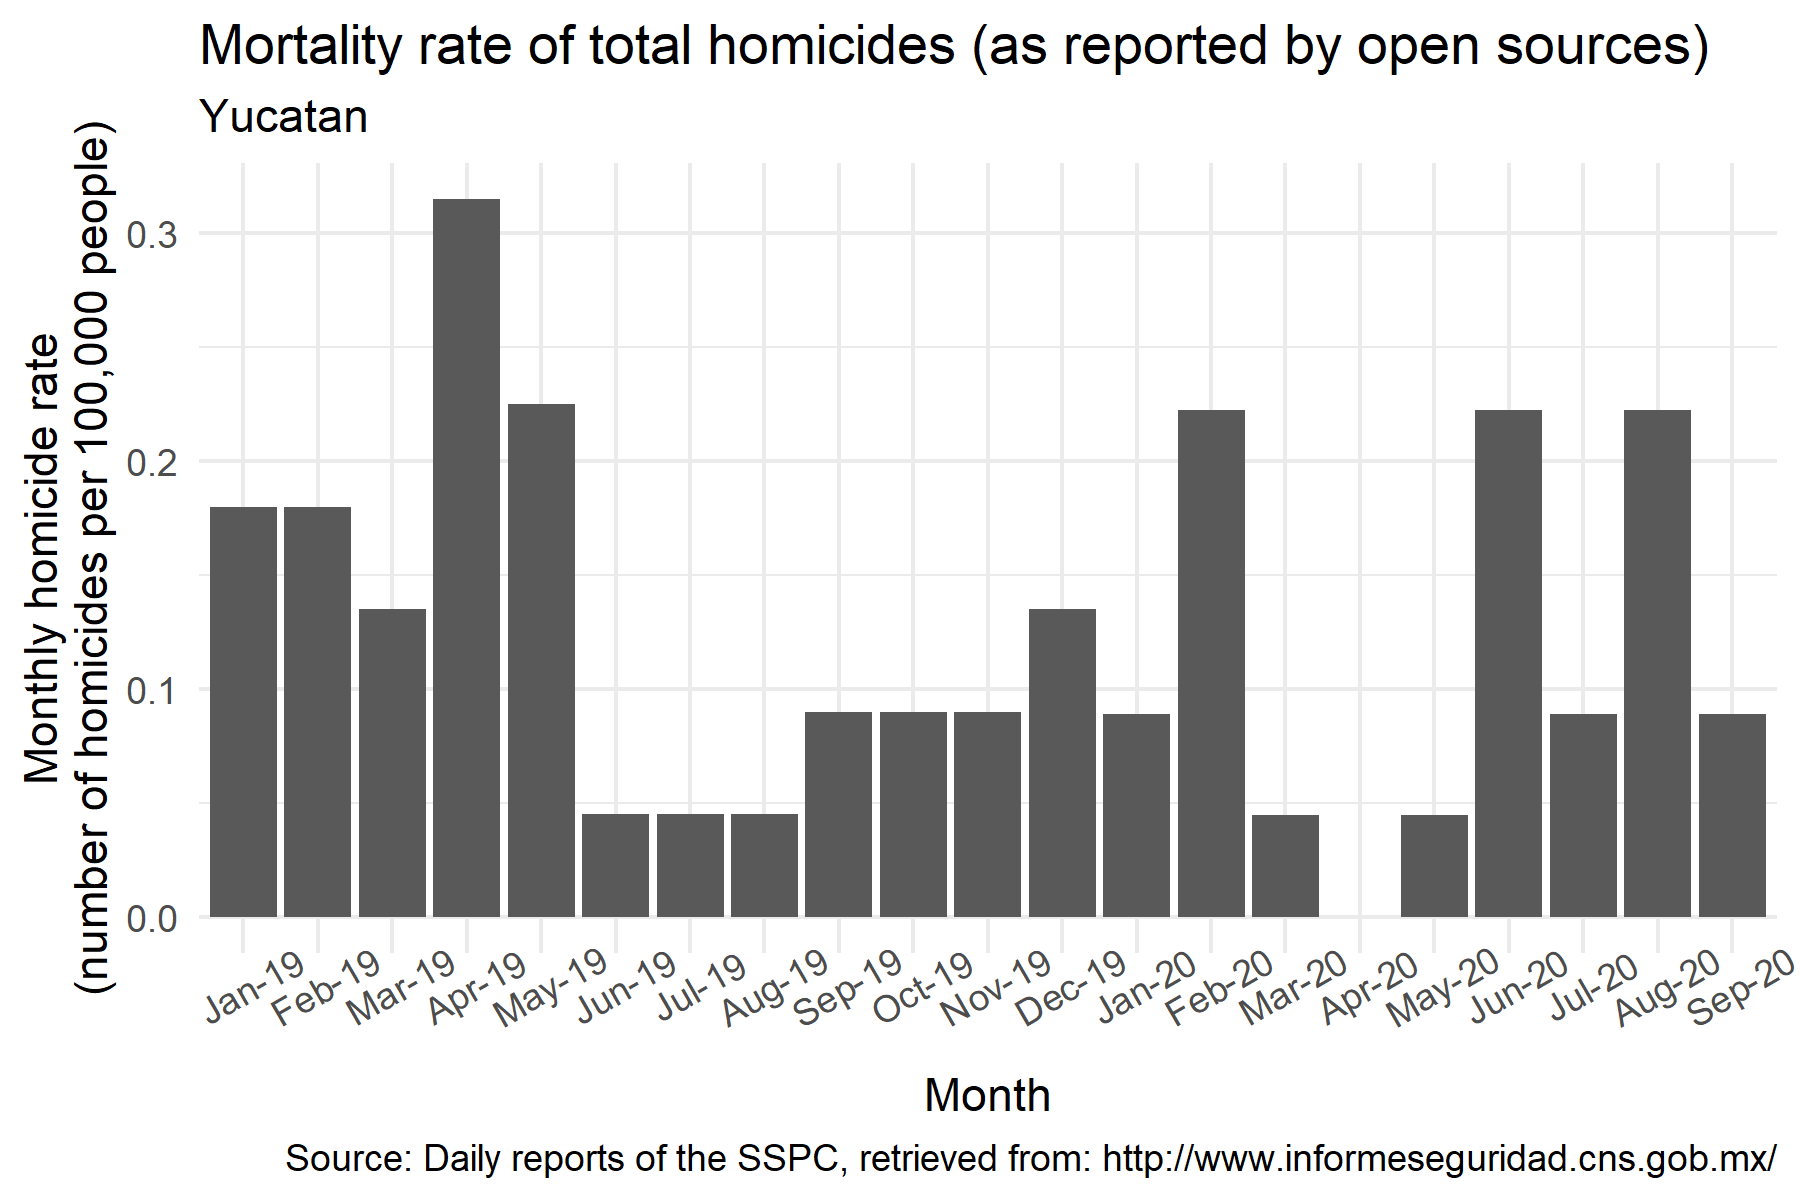 Mortality rate of total homicides (as reported by open sources)
Yucatan
Monthly homicide rate
(number of homicides per 100,000 people)
0.3
0.2
0.1
0.0
Jan-19
Feb-19
Mar-19
Apr-19
May-19
Jun-19
Jul-19
Aug-19
Sep-19
Oct-19
Nov-19
Dec-19
Jan-20
Feb-20
Mar-20
Apr-20
May-20
Jun-20
Jul-20
Aug-20
Sep-20
Month
Source: Daily reports of the SSPC, retrieved from: http://www.informeseguridad.cns.gob.mx/